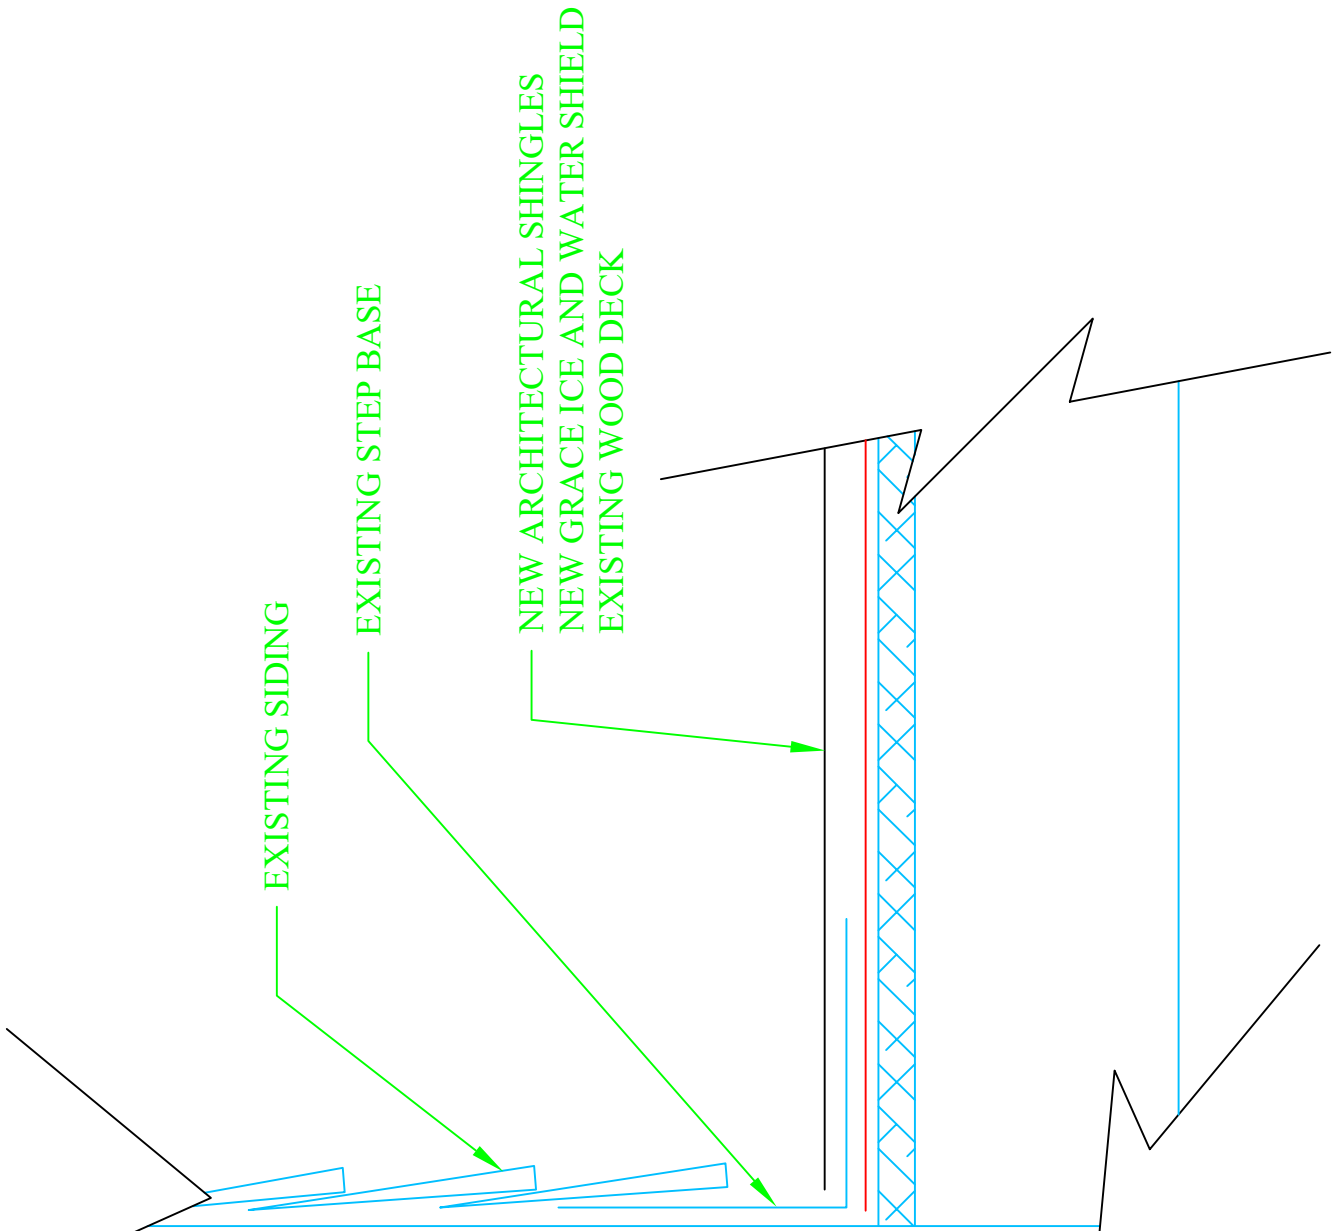 EXISTING SIDING
EXISTING STEP BASE
NEW ARCHITECTURAL SHINGLES
NEW GRACE ICE AND WATER SHIELD
EXISTING WOOD DECK